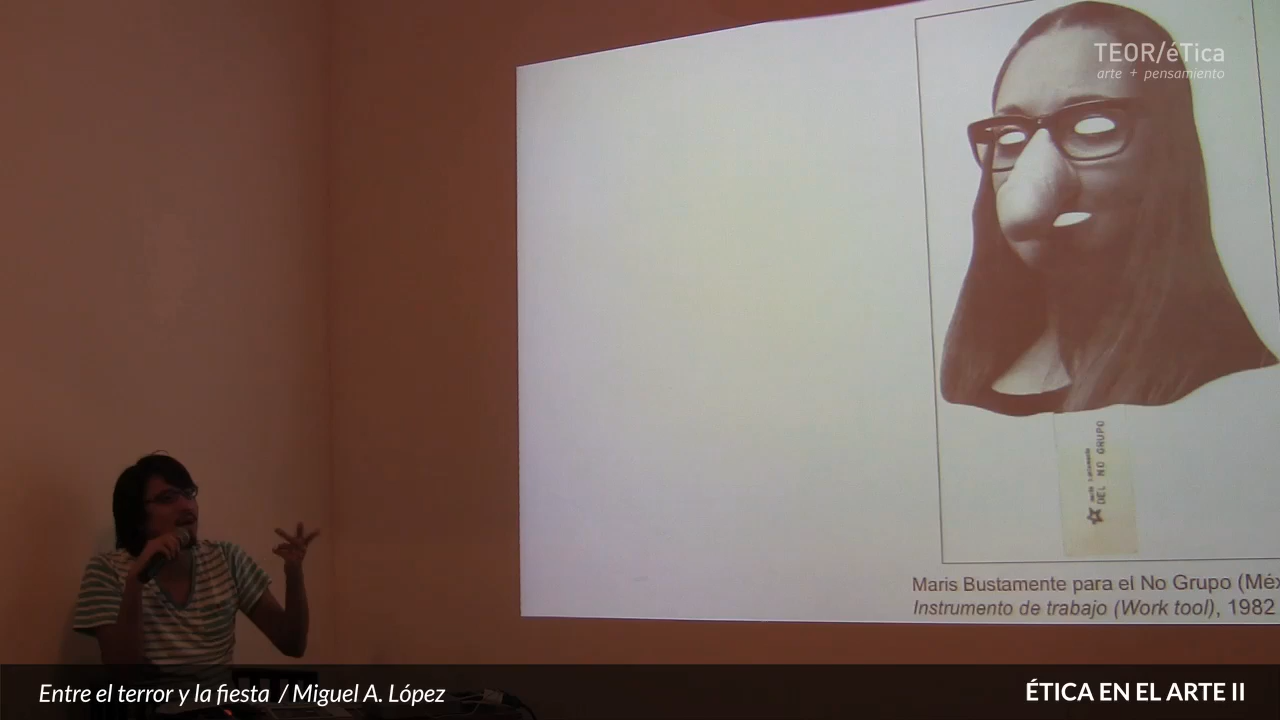 TEOR/éTica
arte + pensamiento
DEL NO GRUPO
Maris Bustamente para el No Grupo (Méx
Instrumento de trabajo (Work tool), 1982
Entre el terror y la fiesta / Miguel A. López
ÉTICA EN EL ARTE II